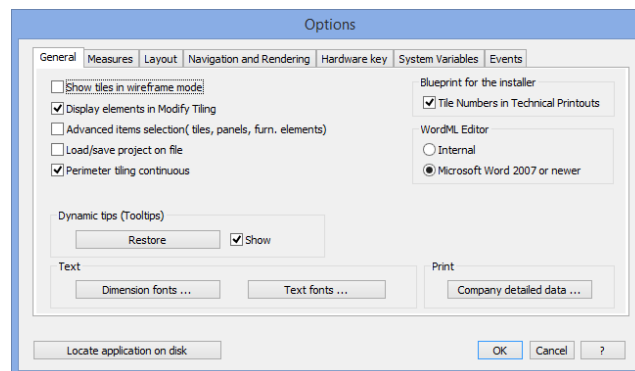 Options
General Measures Layout Navigation and Rendering Hardware key System Variables Events
Show tiles in wireframe mode
Display elements in Modify Tiling
Advanced items selection( tiles, panels, furn. elements)
Load/save project on file
Perimeter tiling continuous
Blueprint for the installer
Tile Numbers in Technical Printouts
WordML Editor
Internal
Microsoft Word 2007 or newer
Dynamic tips (Tooltips)
Restore Show
Text
Dimension fonts ... Text fonts ...
Print
Company detailed data ...
Locate application on disk OK Cancel ?